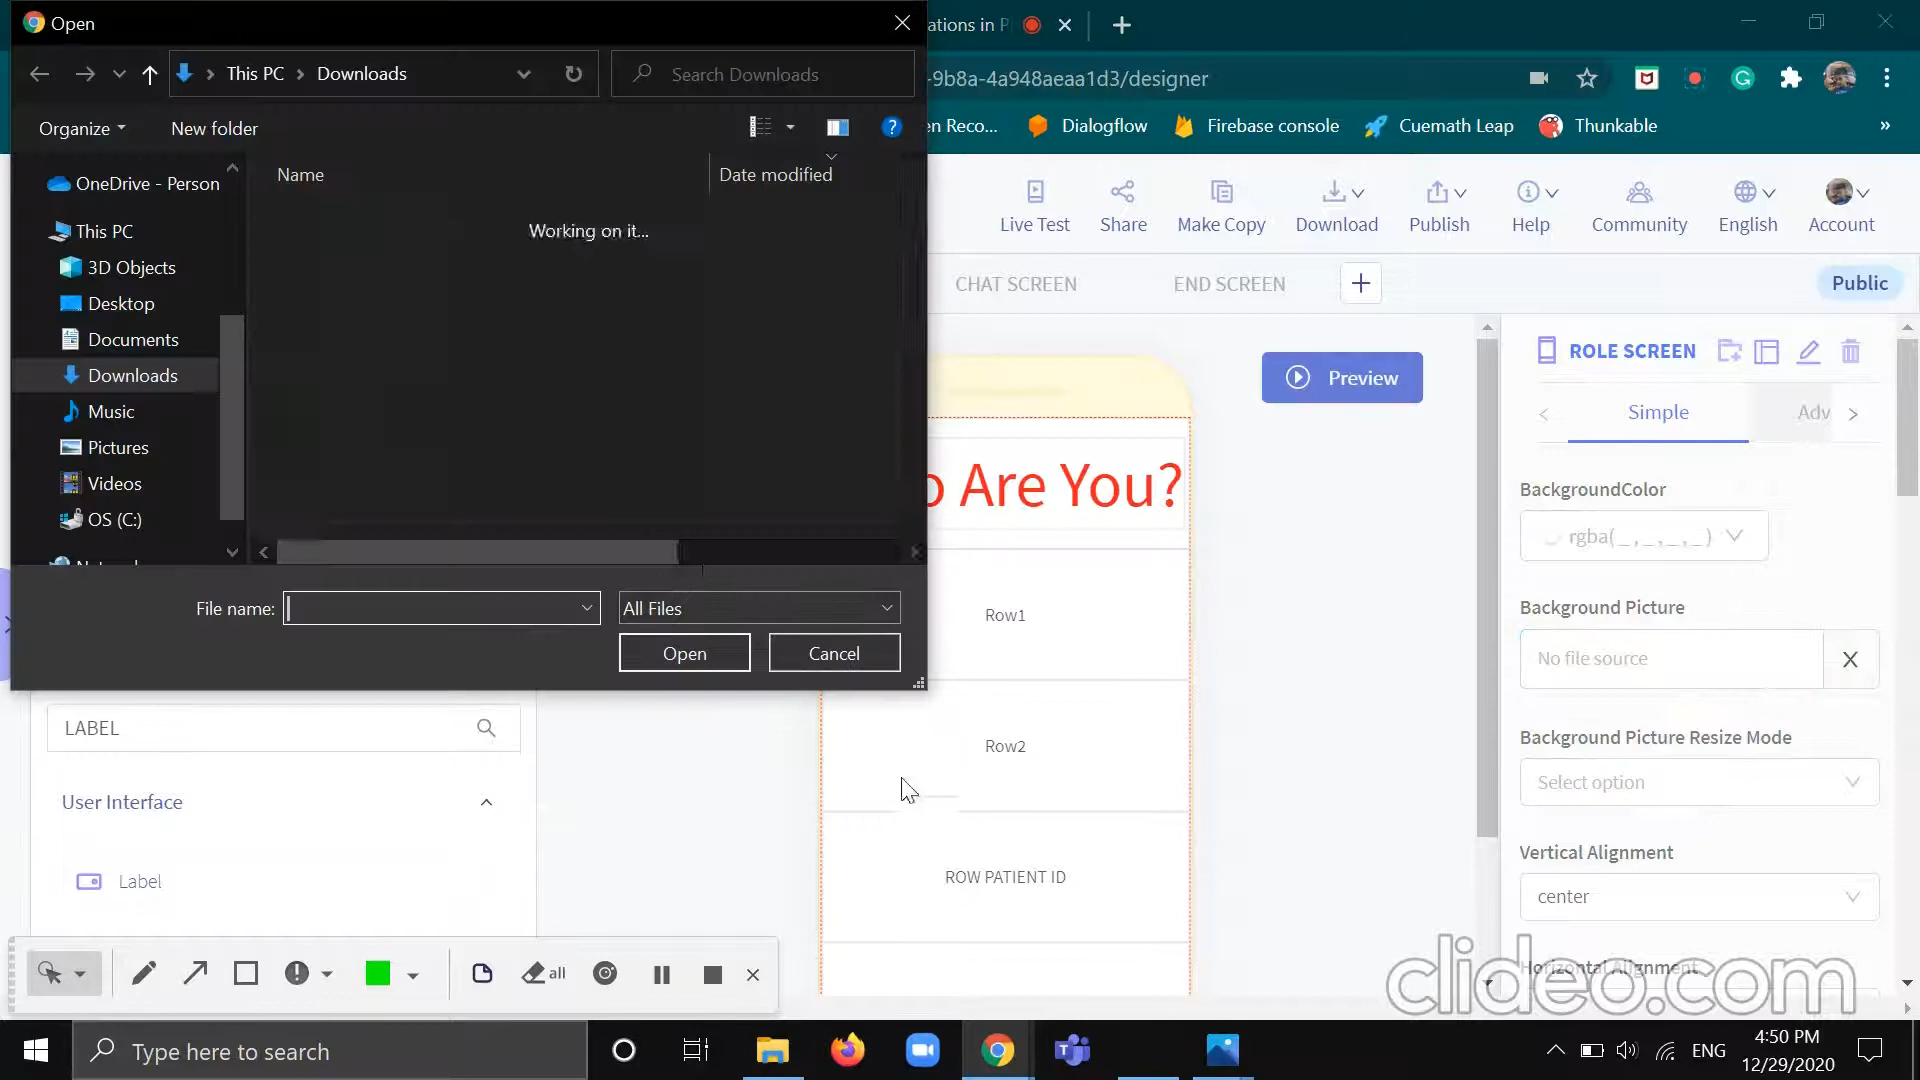 Open
ations in P
This PC
Downloads
Search Downloads
-9b8a-4a948aeaa1d3/designer
Organize
New folder
en Reco...
Dialogflow
Firebase console
Cuemath Leap
Thunkable
»
Name
Date modified
Working on it...
OneDrive - Person
This PC
3D Objects
Desktop
Documents
Downloads
Music
Pictures
Videos
OS (C:)
File name:
All Files
Open
Cancel
Live Test
Share
Make Copy
Download
Publish
Help
Community
English
Account
CHAT SCREEN
END SCREEN
Public
Preview
o Are You?
Row1
Row2
ROW PATIENT ID
ROLE SCREEN
Simple
Adv
BackgroundColor
rgba(_,_,_,_)
Background Picture
No file source
X
Background Picture Resize Mode
Select option
Vertical Alignment
center
Horizontal Alignment
LABEL
User Interface
Label
all
clideo.com
Type here to search
ENG
4:50 PM
12/29/2020